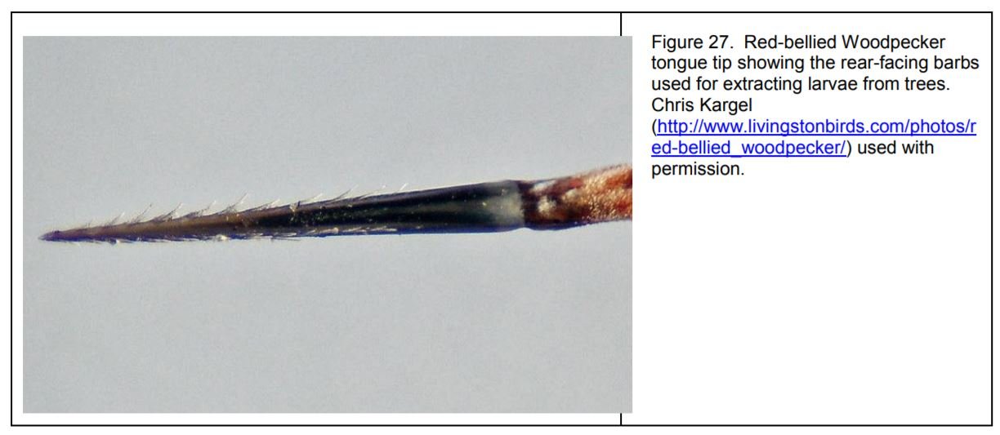 Figure 27.  Red-bellied Woodpecker
tongue tip showing the rear-facing barbs
used for extracting larvae from trees.
Chris Kargel
(http://www.livingstonbirds.com/photos/r
ed-bellied_woodpecker/) used with
permission.